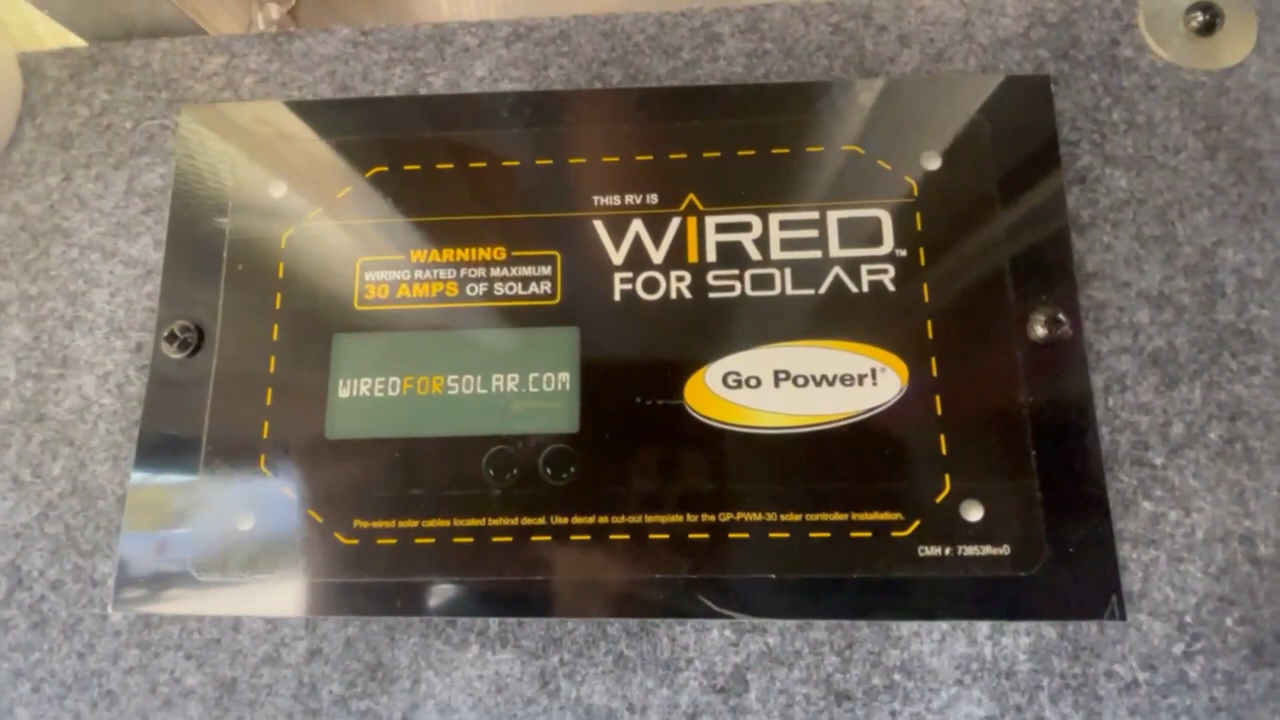 THIS RV IS
WIRED™
FOR SOLAR
WARNING
WIRING RATED FOR MAXIMUM
30 AMPS OF SOLAR
WIREDFORSOLAR.COM
Go Power!®
Pre-wired solar cables located behind decal. Use decal as cut-out template for the GP-PWM-30 solar controller installation.
CMH #: 73853RevD